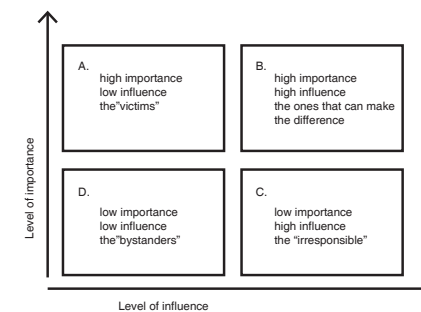 A.
high importance
low influence
the"victims"
B.
high importance
high influence
the ones that can make
the difference
D.
low importance
low influence
the"bystanders"
C.
low importance
high influence
the "irresponsible"
Level of importance
Level of influence